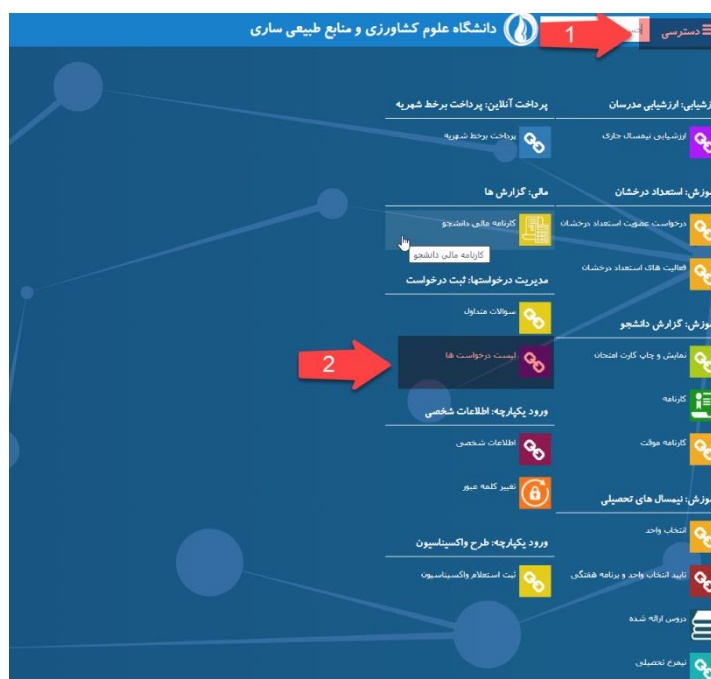 دسترسی
1
دانشگاه علوم کشاورزی و منابع طبیعی ساری
زشیابی: ارزشیابی مدرسان
ارزشیابی نیمسال جاری
وزش: استعداد درخشان
درخواست عضویت استعداد درخشان
فعالیت های استعداد درخشان
وزش: گزارش دانشجو
نمایش و چاپ کارت امتحان
کارنامه
کارنامه موقت
وزش: نیمسال های تحصیلی
انتخاب واحد
تایید انتخاب واحد و برنامه هفتگی
دروس ارائه شده
نیمرخ تحصیلی
پرداخت آنلاین: پرداخت برخط شهریه
پرداخت برخط شهریه
مالی: گزارش ها
کارنامه مالی دانشجو
کارنامه مالی دانشجو
مدیریت درخواستها: ثبت درخواست
سوالات متداول
لیست درخواست ها
2
ورود یکپارچه: اطلاعات شخصی
اطلاعات شخصی
تغییر کلمه عبور
ورود یکپارچه: طرح واکسیناسیون
ثبت استعلام واکسیناسیون